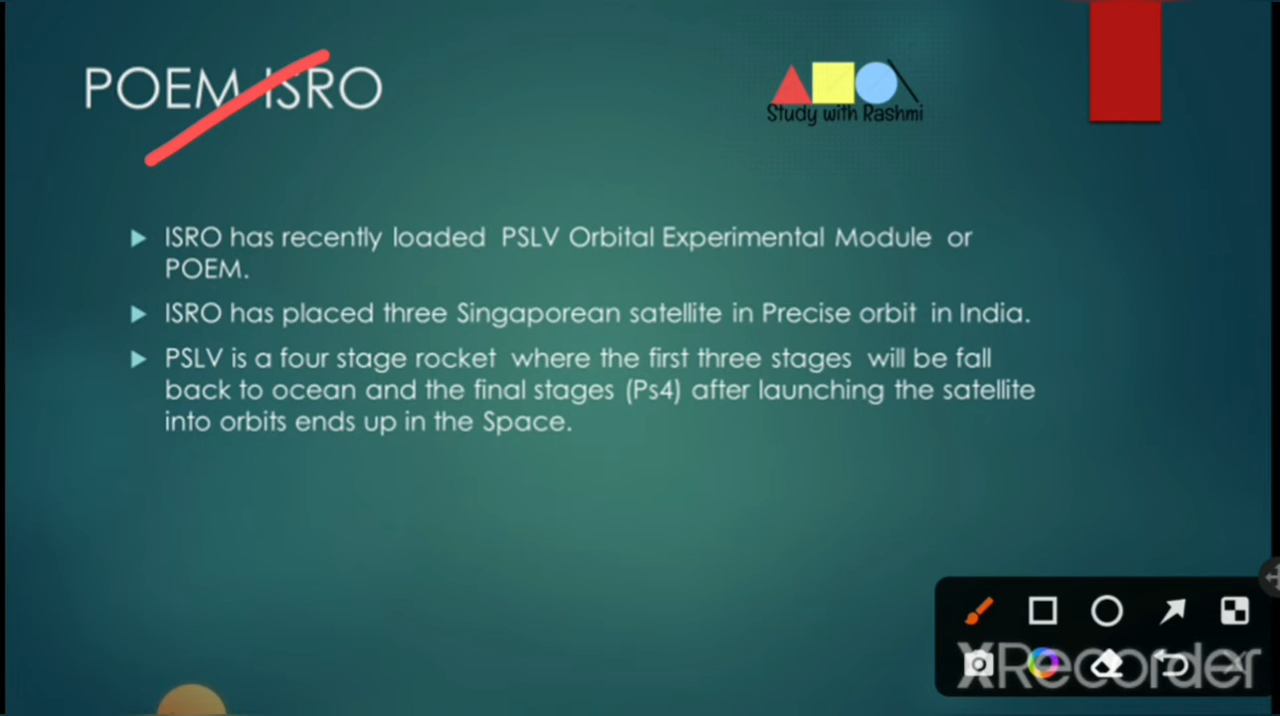 POEM ISRO
Study with Rashmi
ISRO has recently loaded PSLV Orbital Experimental Module or
POEM.
ISRO has placed three Singaporean satellite in Precise orbit in India.
PSLV is a four stage rocket where the first three stages will be fall
back to ocean and the final stages (Ps4) after launching the satellite
into orbits ends up in the Space.
XRecorder